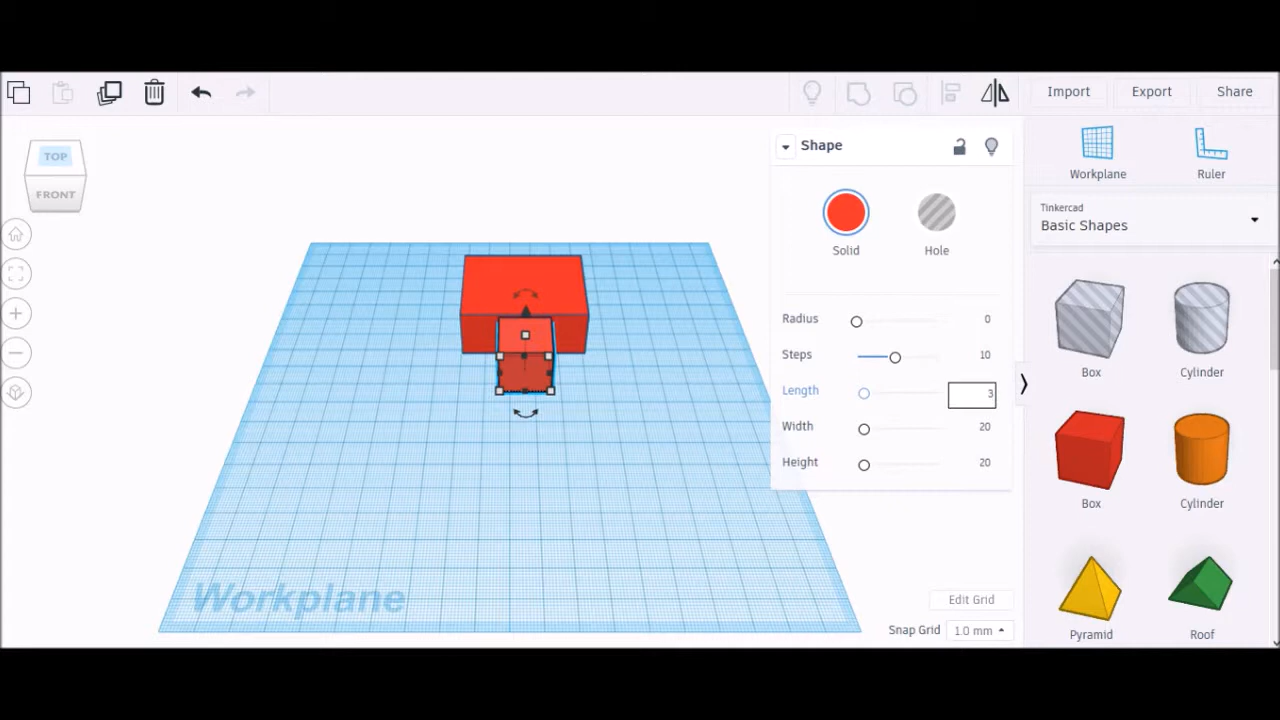 Import Export Share
TOP
FRONT
Shape
Workplane Ruler
Tinkercad
Basic Shapes
Solid Hole
Radius 0
Steps 10
Length 3
Width 20
Height 20
Box Cylinder
Box Cylinder
Pyramid Roof
Workplane
Edit Grid
Snap Grid 1.0 mm